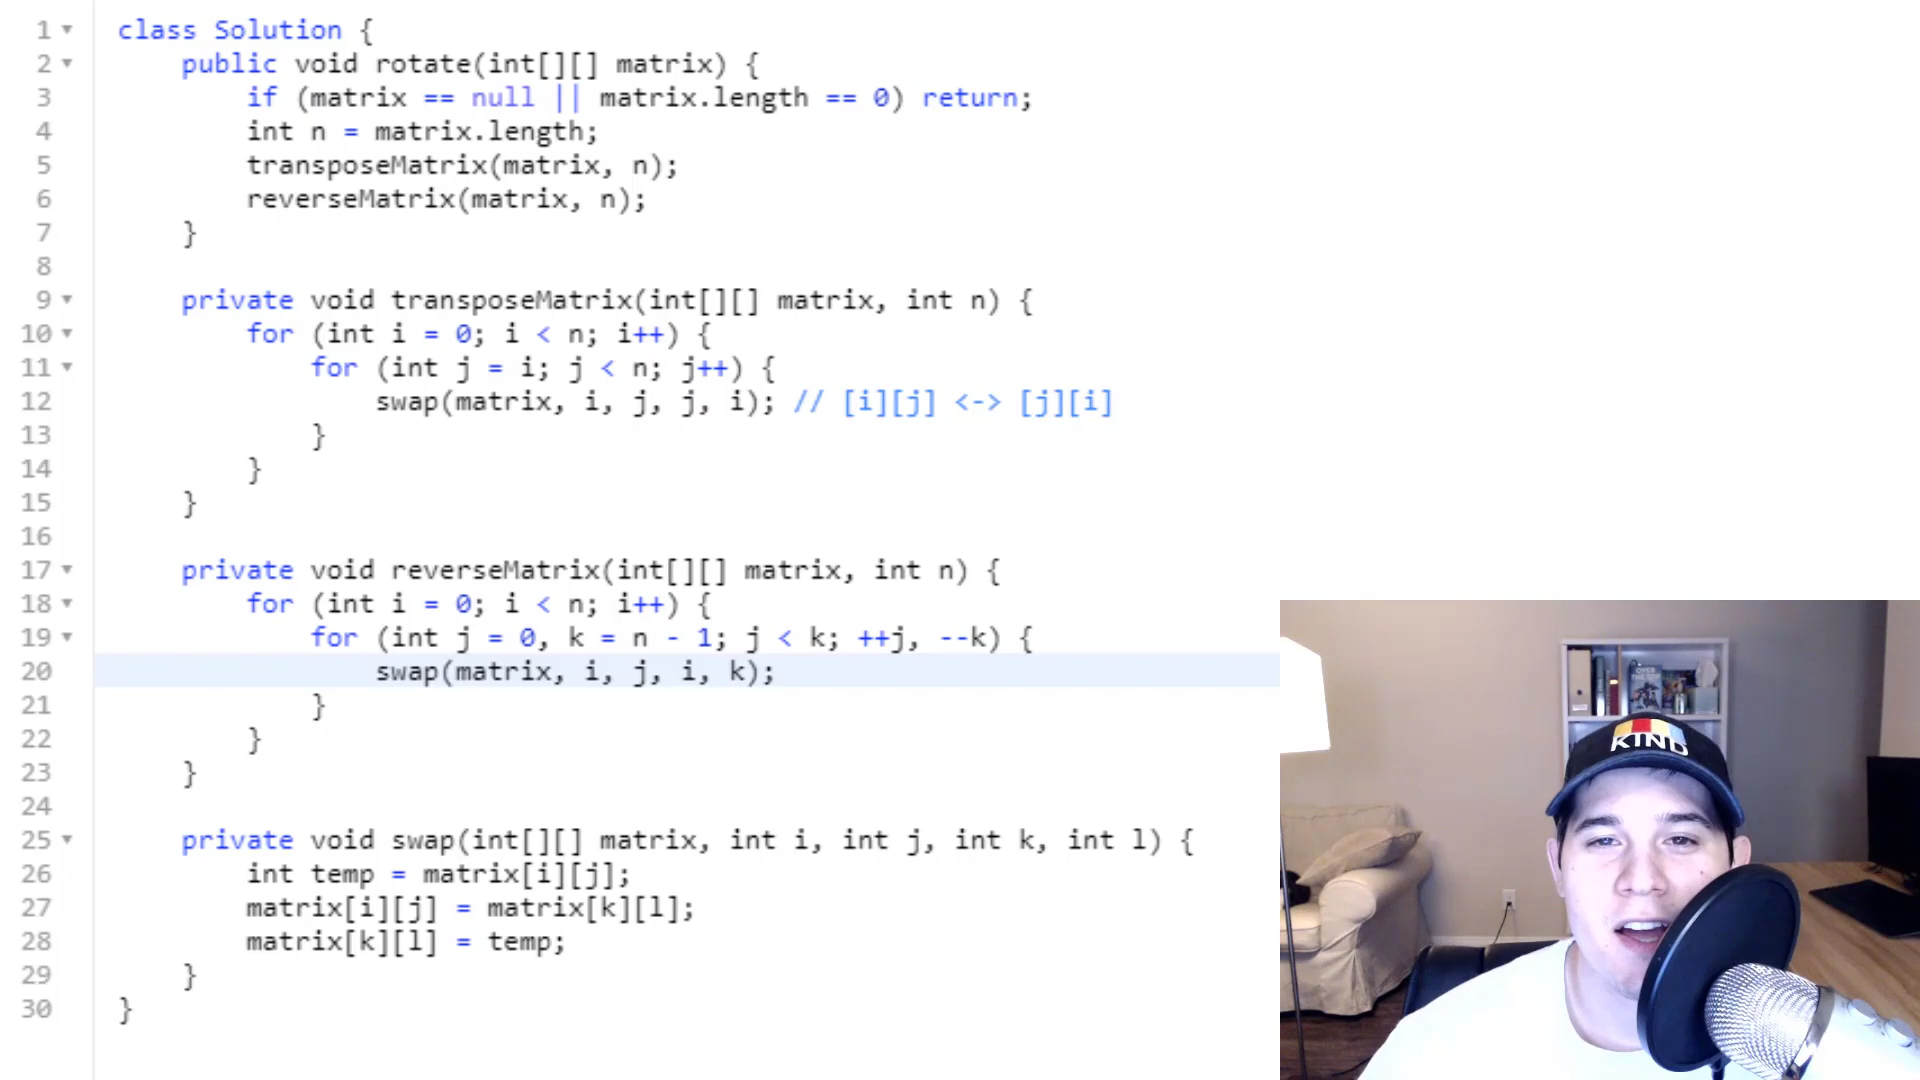 1 class Solution {
2 public void rotate(int[][] matrix) {
3 if (matrix == null || matrix.length == 0) return;
4 int n = matrix.length;
5 transposeMatrix(matrix, n);
6 reverseMatrix(matrix, n);
7 }
8
9 private void transposeMatrix(int[][] matrix, int n) {
10 for (int i = 0; i < n; i++) {
11 for (int j = i; j < n; j++) {
12 swap(matrix, i, j, j, i); // [i][j] <-> [j][i]
13 }
14 }
15 }
16
17 private void reverseMatrix(int[][] matrix, int n) {
18 for (int i = 0; i < n; i++) {
19 for (int j = 0, k = n - 1; j < k; ++j, --k) {
20 swap(matrix, i, j, i, k);
21 }
22 }
23 }
24
25 private void swap(int[][] matrix, int i, int j, int k, int l) {
26 int temp = matrix[i][j];
27 matrix[i][j] = matrix[k][l];
28 matrix[k][l] = temp;
29 }
30 }
KIND